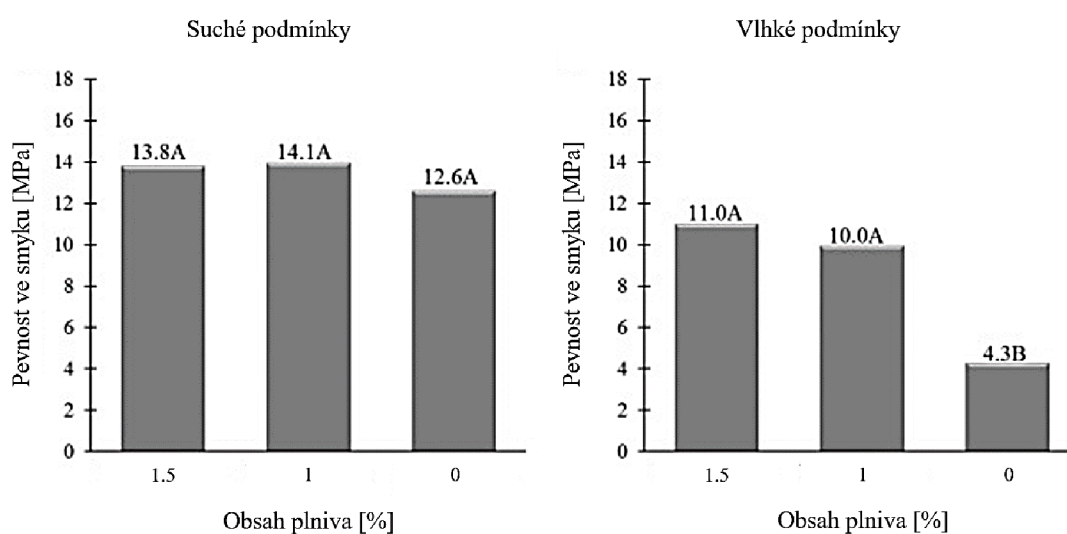 Suché podmínky
Pevnost ve smyku [MPa]
18
16
14
12
10
8
6
4
2
0
13.8A
14.1A
12.6A
1.5
1
0
Obsah plniva [%]
Vlhké podmínky
Pevnost ve smyku [MPa]
18
16
14
12
10
8
6
4
2
0
11.0A
10.0A
4.3B
1.5
1
0
Obsah plniva [%]